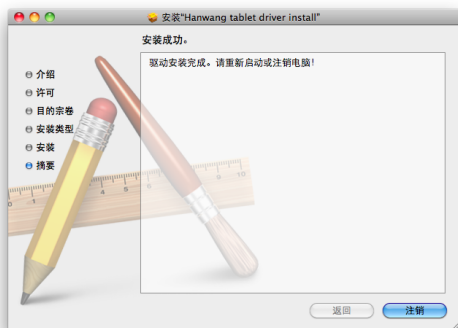 安装“Hanwang tablet driver install”
安装成功。
驱动安装完成。请重新启动或注销电脑！
介绍
许可
目的宗卷
安装类型
安装
摘要
返回
注销